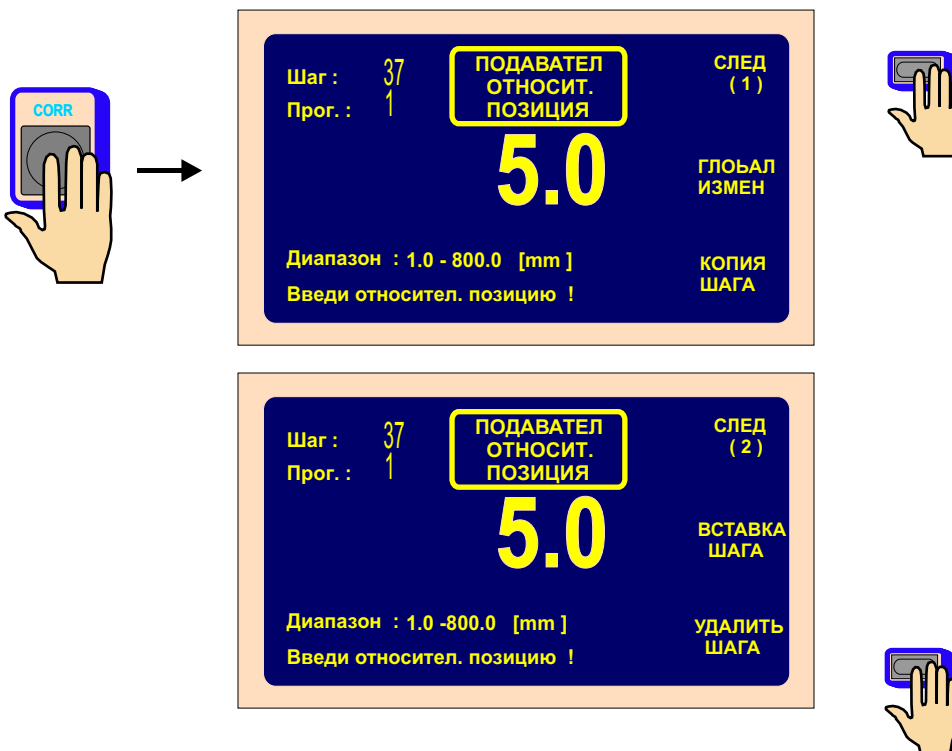 CORR
Шаг : 37
Прог. : 1
ПОДАВАТЕЛ
ОТНОСИТ.
ПОЗИЦИЯ
5.0
Диапазон : 1.0 - 800.0 [mm ]
Введи относител. позицию !
СЛЕД
( 1 )
ГЛОЬАЛ
ИЗМЕН
КОПИЯ
ШАГА
Шаг : 37
Прог. : 1
ПОДАВАТЕЛ
ОТНОСИТ.
ПОЗИЦИЯ
5.0
Диапазон : 1.0 -800.0 [mm ]
Введи относител. позицию !
СЛЕД
( 2 )
ВСТАВКА
ШАГА
УДАЛИТЬ
ШАГА